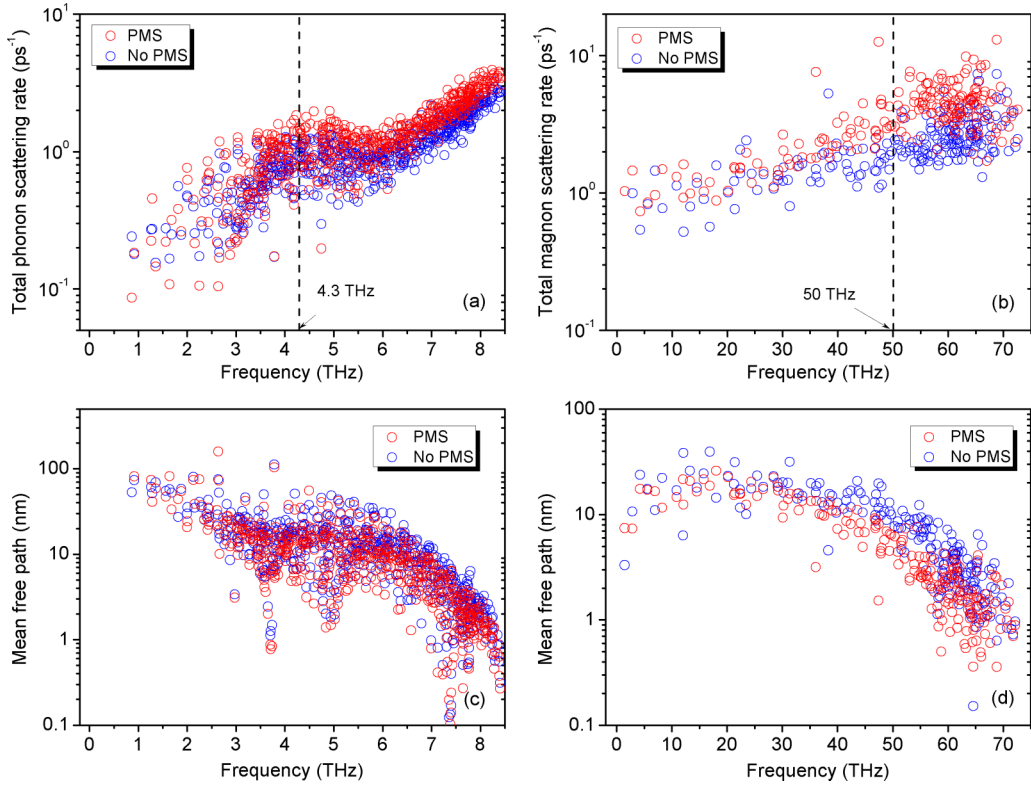 Total phonon scattering rate (ps⁻¹)
10¹
10⁰
10⁻¹
PMS
No PMS
4.3 THz
(a)
0 1 2 3 4 5 6 7 8
Frequency (THz)
Total magnon scattering rate (ps⁻¹)
10¹
10⁰
10⁻¹
PMS
No PMS
50 THz
(b)
0 10 20 30 40 50 60 70
Frequency (THz)
Mean free path (nm)
100
10
1
0.1
PMS
No PMS
(c)
0 1 2 3 4 5 6 7 8
Frequency (THz)
Mean free path (nm)
100
10
1
0.1
PMS
No PMS
(d)
0 10 20 30 40 50 60 70
Frequency (THz)